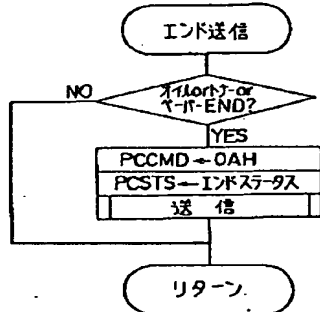 エンド送信
オイルorトナーor
ペーパーEND?
NO
YES
PCCMD←0AH
PCSTS←エンドステータス
送信
リターン